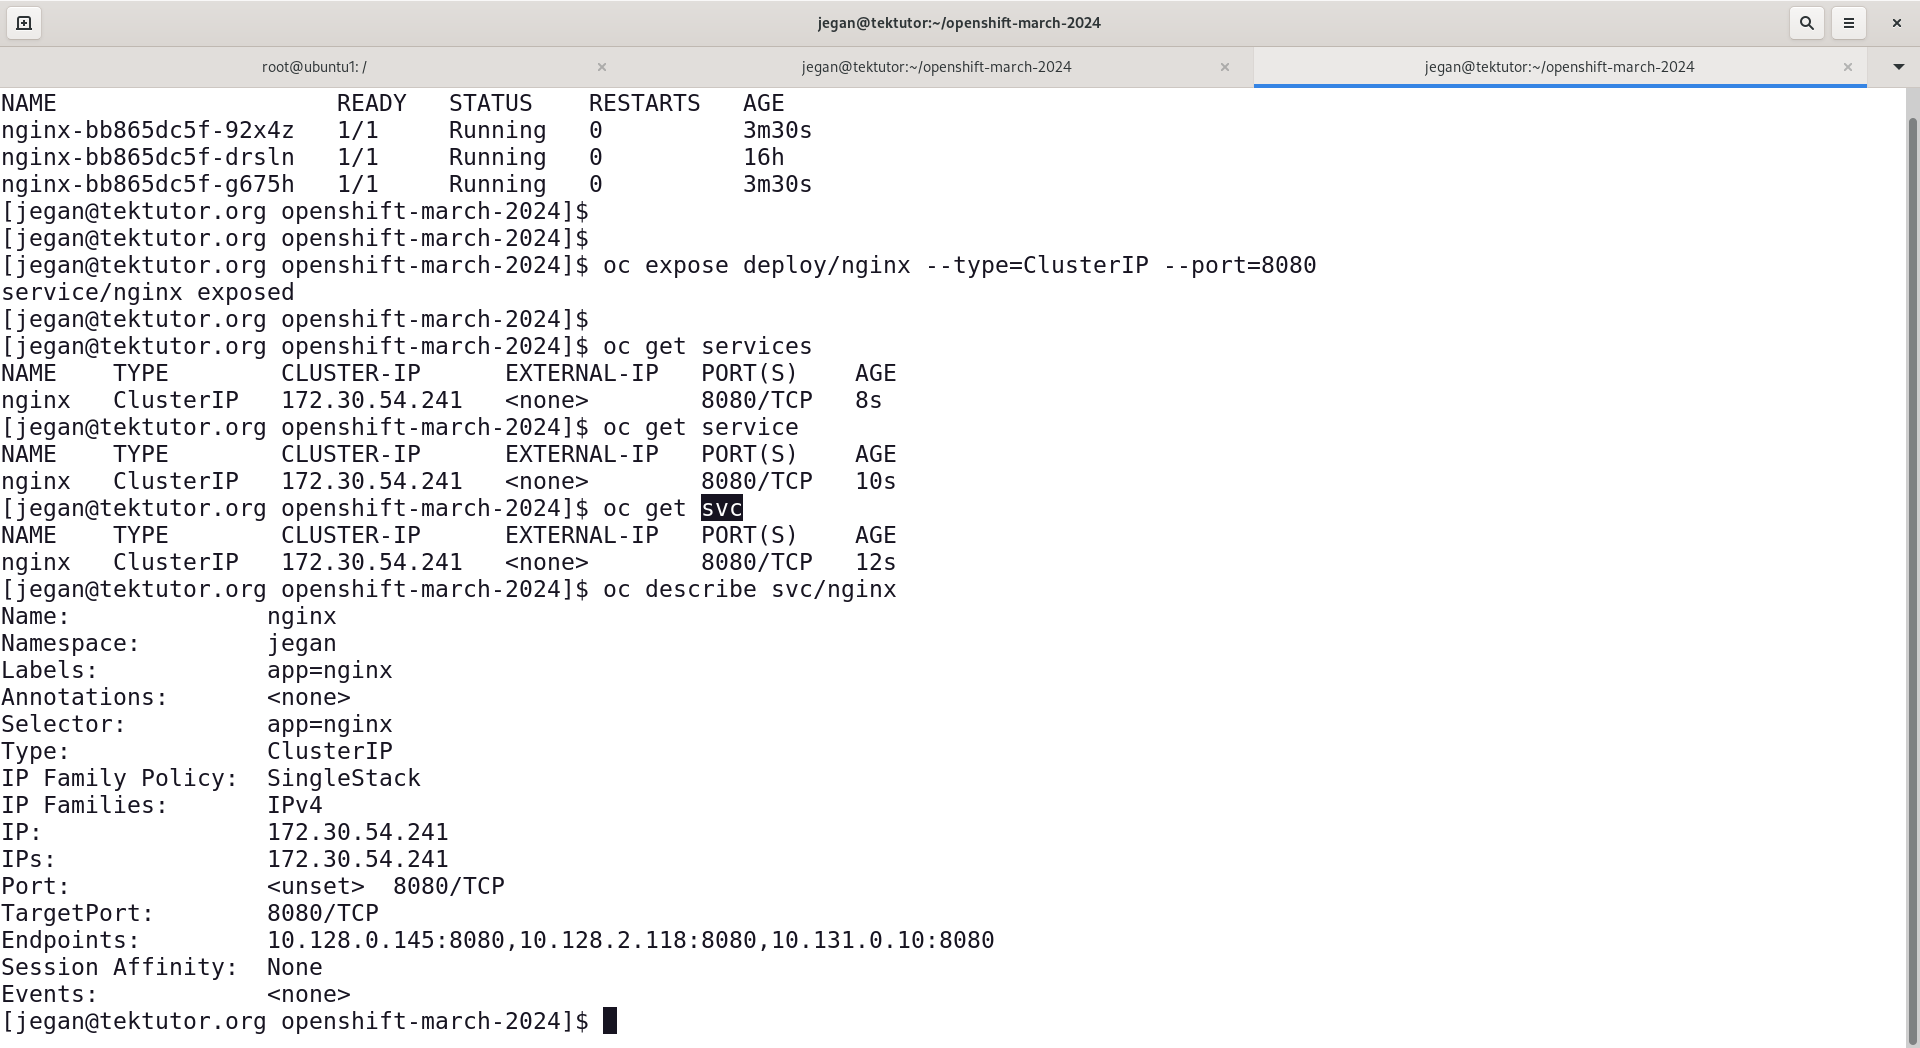 jegan@tektutor:~/openshift-march-2024
root@ubuntu1: /
jegan@tektutor:~/openshift-march-2024
jegan@tektutor:~/openshift-march-2024
NAME                    READY   STATUS    RESTARTS   AGE
nginx-bb865dc5f-92x4z   1/1     Running   0          3m30s
nginx-bb865dc5f-drsln   1/1     Running   0          16h
nginx-bb865dc5f-g675h   1/1     Running   0          3m30s
[jegan@tektutor.org openshift-march-2024]$
[jegan@tektutor.org openshift-march-2024]$
[jegan@tektutor.org openshift-march-2024]$ oc expose deploy/nginx --type=ClusterIP --port=8080
service/nginx exposed
[jegan@tektutor.org openshift-march-2024]$
[jegan@tektutor.org openshift-march-2024]$ oc get services
NAME    TYPE        CLUSTER-IP      EXTERNAL-IP   PORT(S)    AGE
nginx   ClusterIP   172.30.54.241   <none>        8080/TCP   8s
[jegan@tektutor.org openshift-march-2024]$ oc get service
NAME    TYPE        CLUSTER-IP      EXTERNAL-IP   PORT(S)    AGE
nginx   ClusterIP   172.30.54.241   <none>        8080/TCP   10s
[jegan@tektutor.org openshift-march-2024]$ oc get svc
NAME    TYPE        CLUSTER-IP      EXTERNAL-IP   PORT(S)    AGE
nginx   ClusterIP   172.30.54.241   <none>        8080/TCP   12s
[jegan@tektutor.org openshift-march-2024]$ oc describe svc/nginx
Name:              nginx
Namespace:         jegan
Labels:            app=nginx
Annotations:       <none>
Selector:          app=nginx
Type:              ClusterIP
IP Family Policy:  SingleStack
IP Families:       IPv4
IP:                172.30.54.241
IPs:               172.30.54.241
Port:              <unset>  8080/TCP
TargetPort:        8080/TCP
Endpoints:         10.128.0.145:8080,10.128.2.118:8080,10.131.0.10:8080
Session Affinity:  None
Events:            <none>
[jegan@tektutor.org openshift-march-2024]$